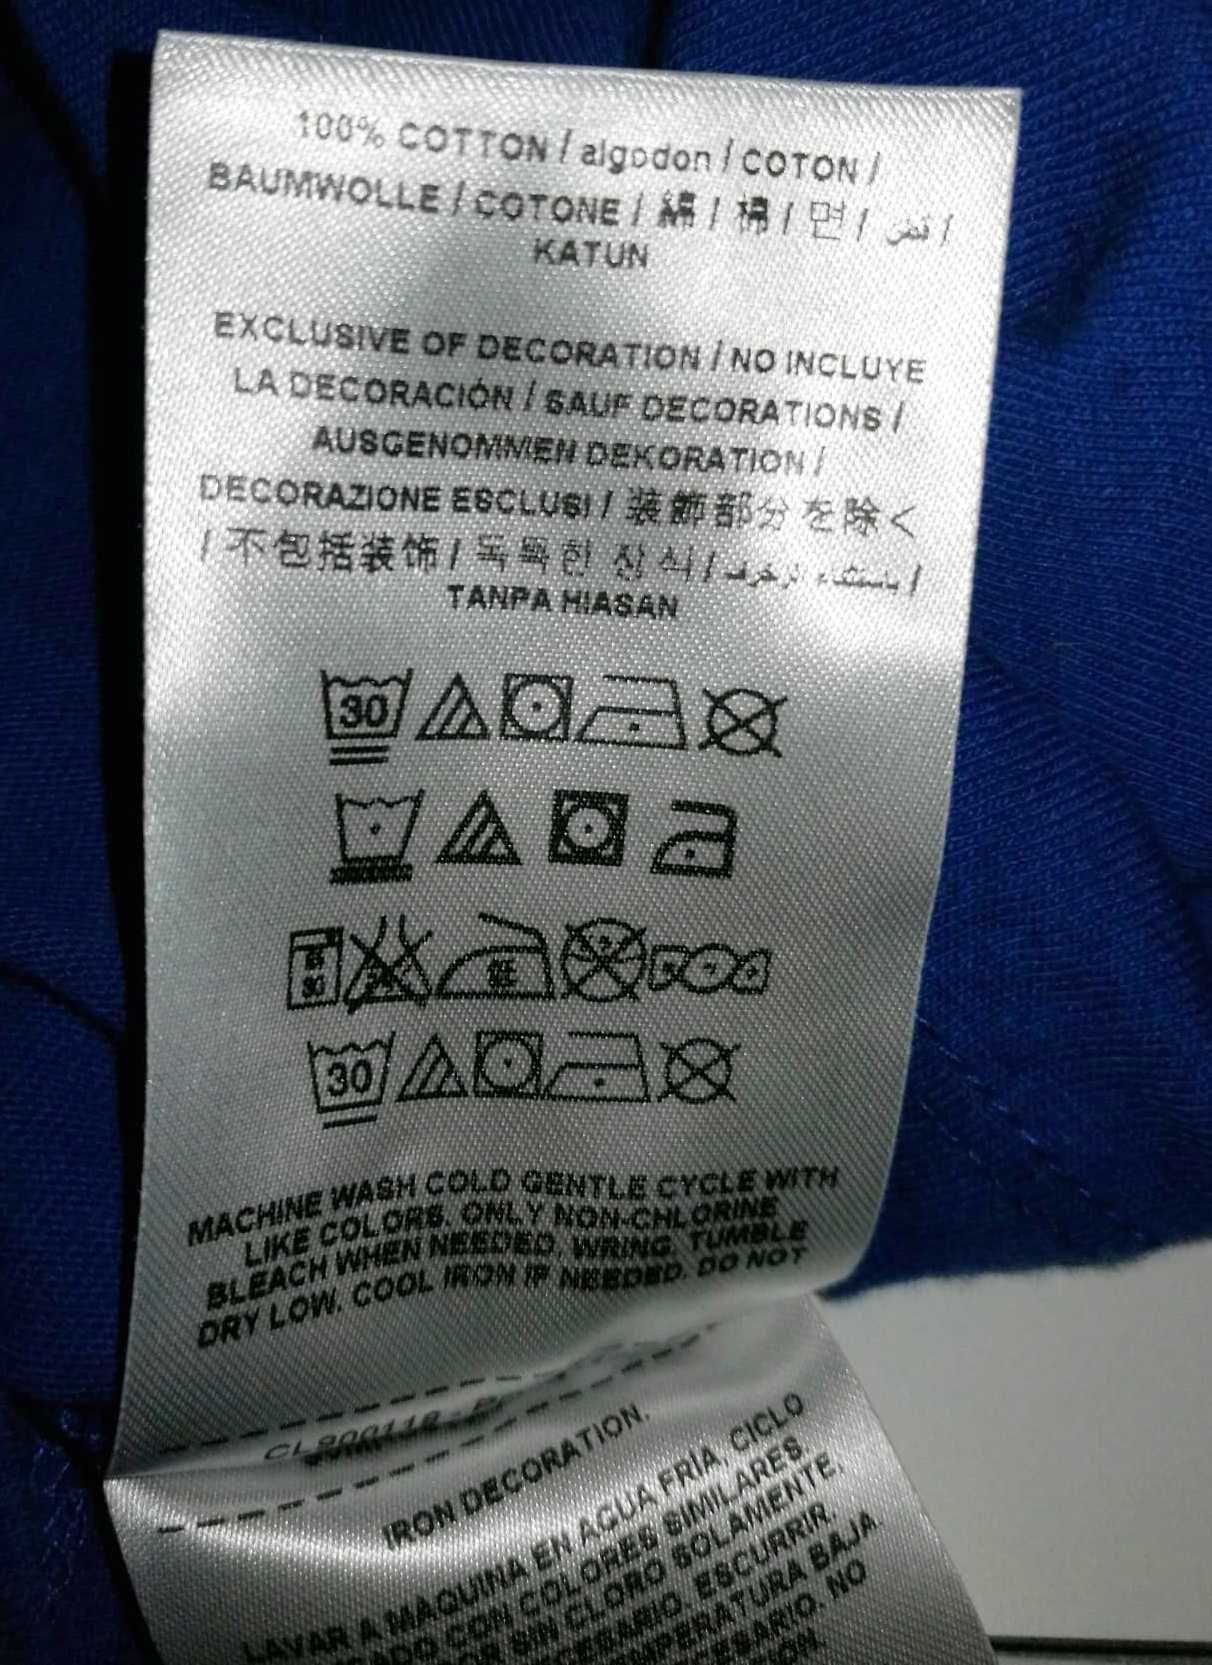 100% COTTON / algodon / COTON /
BAUMWOLLE / COTONE / 綿 / 棉 / 면 / قطن /
KATUN
EXCLUSIVE OF DECORATION / NO INCLUYE
LA DECORACIÓN / SAUF DECORATIONS /
AUSGENOMMEN DEKORATION /
DECORAZIONE ESCLUSI / 装飾部分を除く
/ 不包括装饰 /
TANPA HIASAN
30
30
30
MACHINE WASH COLD GENTLE CYCLE WITH
LIKE COLORS. ONLY NON-CHLORINE
BLEACH WHEN NEEDED. WRING. TUMBLE
DRY LOW. COOL IRON IF NEEDED. DO NOT
IRON DECORATION.
LAVAR A MAQUINA EN AGUA FRÍA, CICLO
CON COLORES SIMILARES.
SIN CLORO SOLAMENTE,
ESCURRIR.
BAJA.
NO